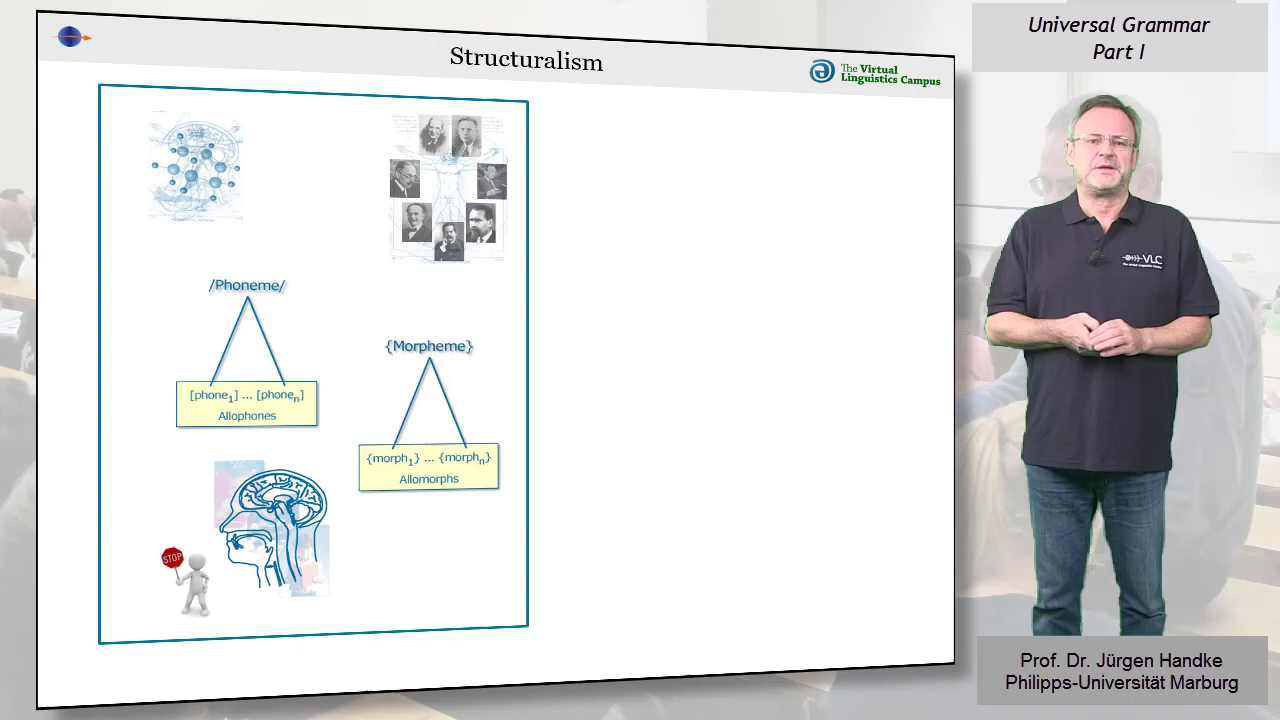 Structuralism
The Virtual
Linguistics Campus
Universal Grammar
Part I
/Phoneme/
[phone1] ... [phonen]
Allophones
{Morpheme}
{morph1} ... {morphn}
Allomorphs
STOP
VLC
Prof. Dr. Jürgen Handke
Philipps-Universität Marburg